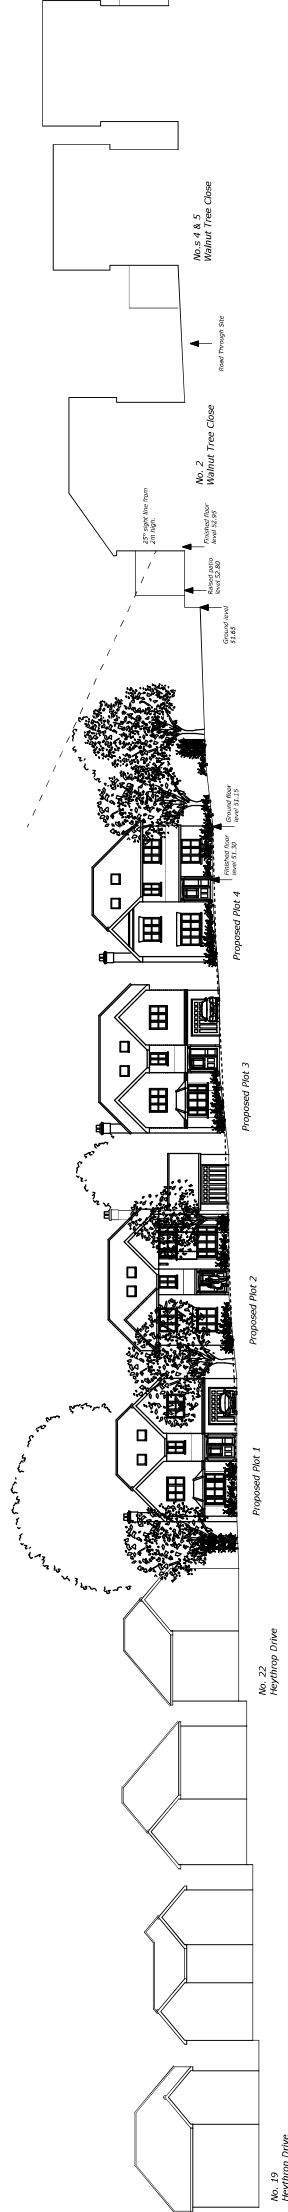 No. 19
Heythrop Drive
No. 22
Heythrop Drive
Proposed Plot 1
Proposed Plot 2
Proposed Plot 3
Proposed Plot 4
Finished floor
level 51.30
Ground floor
level 51.15
Ground level
51.65
Raised patio
level 52.80
Finished floor
level 52.95
25° sight line from
2m high.
No. 2
Walnut Tree Close
Road Through Site
No.s 4 & 5
Walnut Tree Close